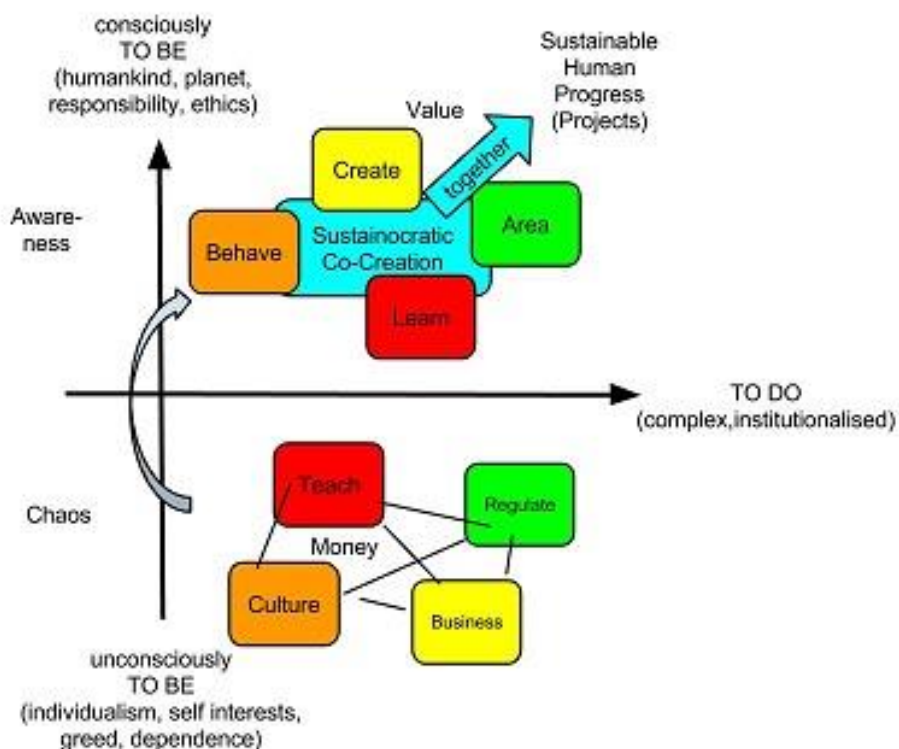 consciously
TO BE
(humankind, planet,
responsibility, ethics)
Sustainable
Human
Progress
(Projects)
Value
together
Create
Aware-
ness
Behave
Sustainocratic
Co-Creation
Area
Learn
TO DO
(complex,institutionalised)
Chaos
Teach
Regulate
Money
Culture
Business
unconsciously
TO BE
(individualism, self interests,
greed, dependence)